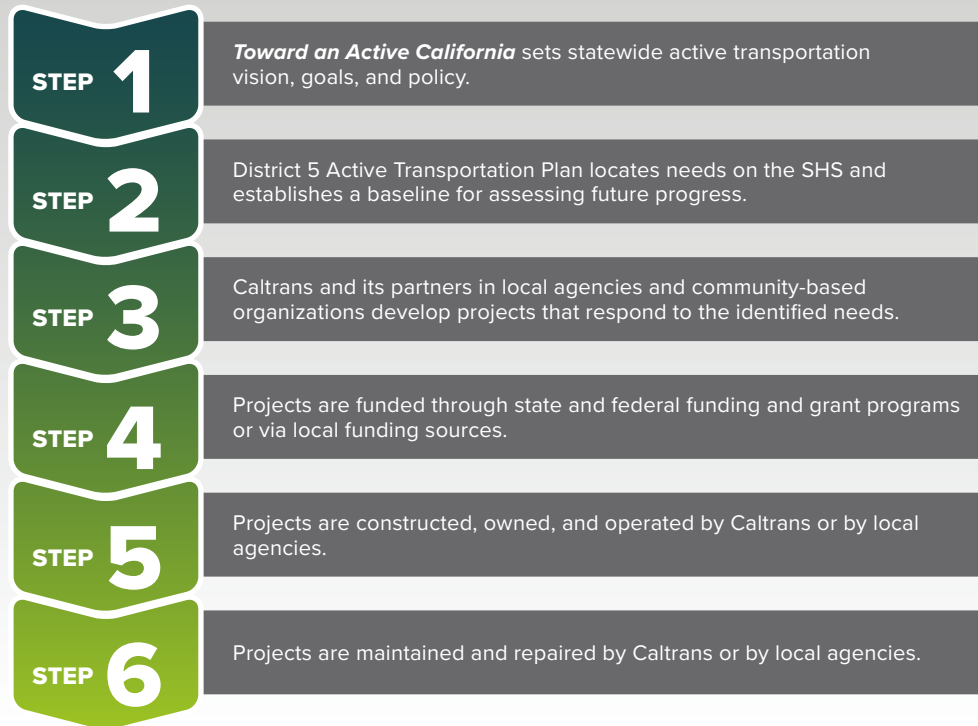 STEP 1
Toward an Active California sets statewide active transportation
vision, goals, and policy.
STEP 2
District 5 Active Transportation Plan locates needs on the SHS and
establishes a baseline for assessing future progress.
STEP 3
Caltrans and its partners in local agencies and community-based
organizations develop projects that respond to the identified needs.
STEP 4
Projects are funded through state and federal funding and grant programs
or via local funding sources.
STEP 5
Projects are constructed, owned, and operated by Caltrans or by local
agencies.
STEP 6
Projects are maintained and repaired by Caltrans or by local agencies.